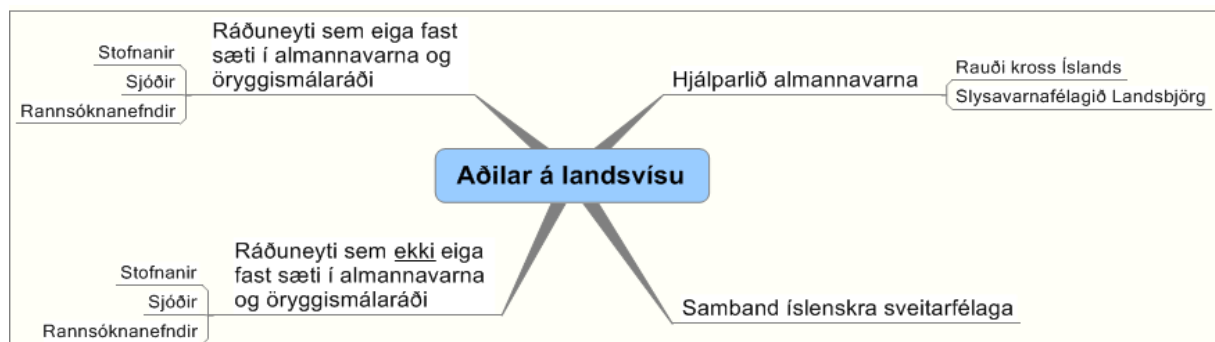 Ráðuneyti sem eiga fast
sæti í almannavarna og
öryggismálaráði
Stofnanir
Sjóðir
Rannsóknanefndir
Hjálparlið almannavarna
Rauði kross Íslands
Slysavarnafélagið Landsbjörg
Aðilar á landsvísu
Ráðuneyti sem ekki eiga
fast sæti í almannavarna
og öryggismálaráði
Stofnanir
Sjóðir
Rannsóknanefndir
Samband íslenskra sveitarfélaga